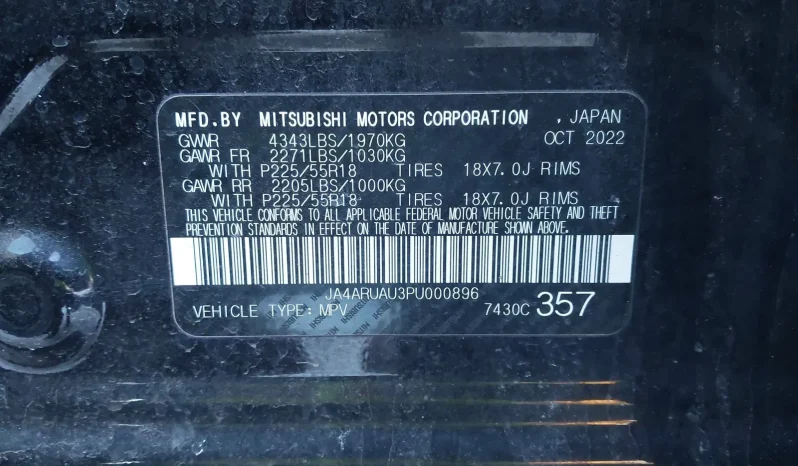 MFD.BY MITSUBISHI MOTORS CORPORATION , JAPAN
GVWR 4343LBS/1970KG OCT 2022
GAWR FR 2271LBS/1030KG
WITH P225/55R18 TIRES 18X7.0J RIMS
GAWR RR 2205LBS/1000KG
WITH P225/55R18 TIRES 18X7.0J RIMS
THIS VEHICLE CONFORMS TO ALL APPLICABLE FEDERAL MOTOR VEHICLE SAFETY AND THEFT
PREVENTION STANDARDS IN EFFECT ON THE DATE OF MANUFACTURE SHOWN ABOVE.
JA4ARUAU3PU000896
VEHICLE TYPE: MPV 7430C 357